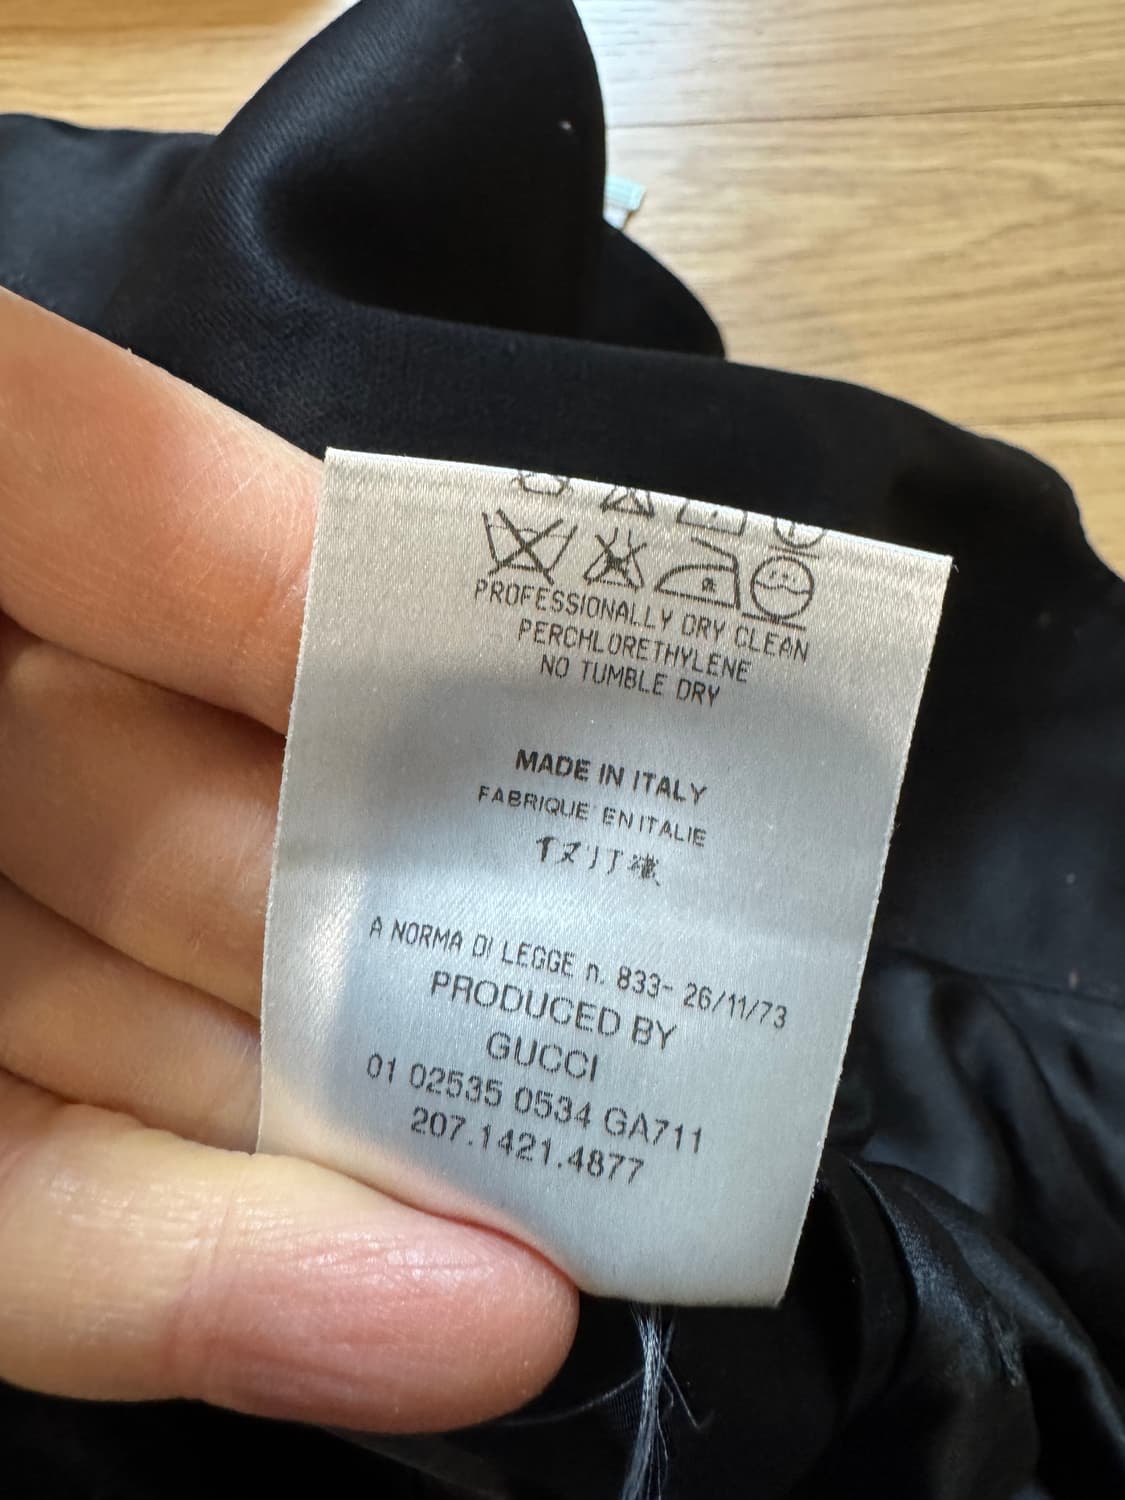 PROFESSIONALLY DRY CLEAN
PERCHLORETHYLENE
NO TUMBLE DRY
MADE IN ITALY
FABRIQUE EN ITALIE
A NORMA DI LEGGE n. 833- 26/11/73
PRODUCED BY
GUCCI
01 02535 0534 GA711
207.1421.4877